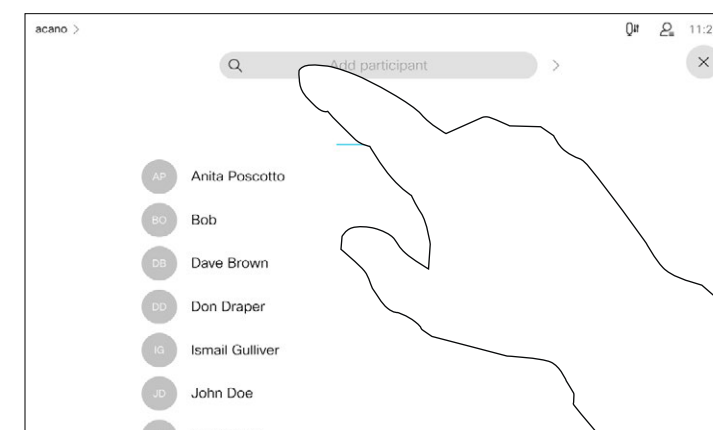 acano >
11:2
Add participant >
AP Anita Poscotto
BO Bob
DB Dave Brown
DD Don Draper
IG Ismail Gulliver
JD John Doe